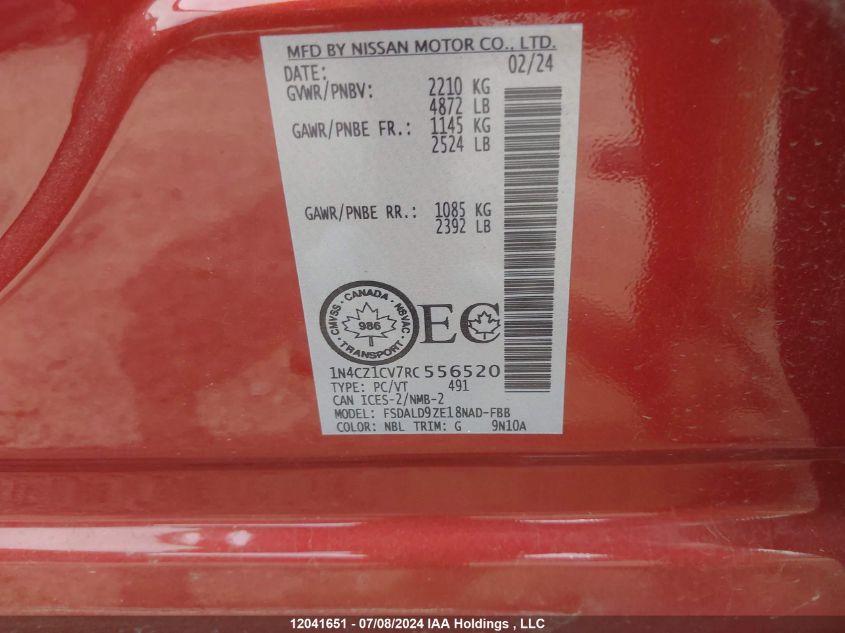 MFD BY NISSAN MOTOR CO., LTD.
DATE: 02/24
GVWR/PNBV: 2210 KG
4872 LB
GAWR/PNBE FR.: 1145 KG
2524 LB
GAWR/PNBE RR.: 1085 KG
2392 LB
CMVSS · CANADA · NSVAC · TRANSPORT ·
986
EC
1N4CZ1CV7RC556520
TYPE: PC/VT 491
CAN ICES-2/NMB-2
MODEL: FSDALD9ZE18NAD-FBB
COLOR: NBL TRIM: G 9N10A
12041651 - 07/08/2024 IAA Holdings , LLC